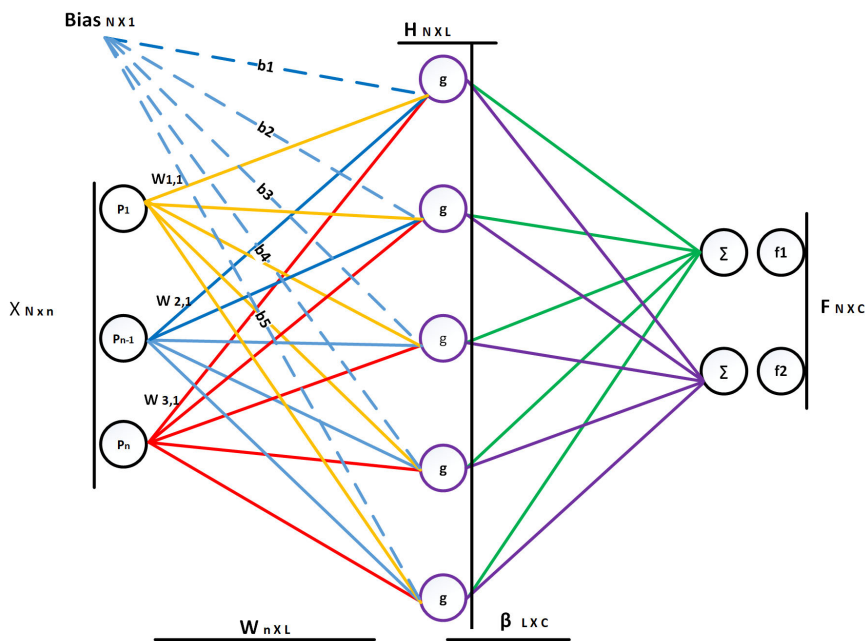 Bias N X 1
H N X L
g
b1
b2
g
W1,1
P1
b3
b4
Σ
f1
X N x n
W 2,1
b5
F N X C
Pn-1
g
Σ
f2
W 3,1
Pn
g
g
W n X L
β L X C